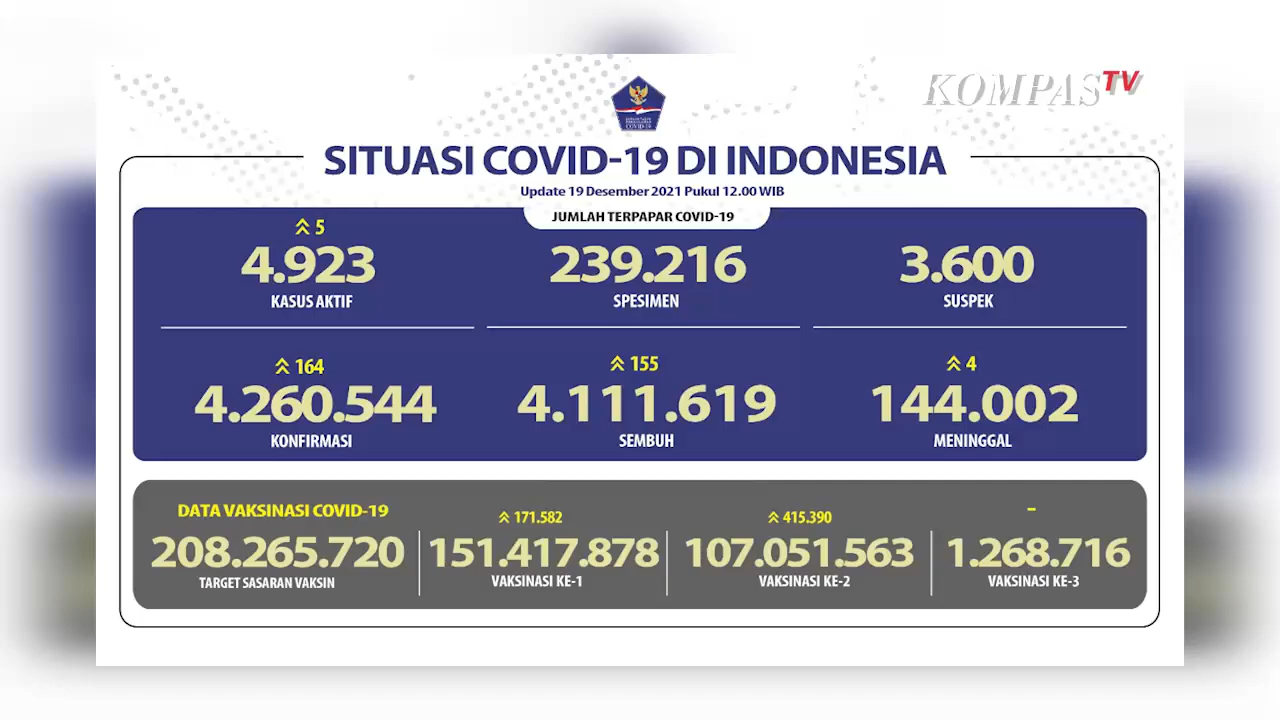 KOMPAS TV
SITUASI COVID-19 DI INDONESIA
Update 19 Desember 2021 Pukul 12.00 WIB
JUMLAH TERPAPAR COVID-19
5
4.923
KASUS AKTIF
239.216
SPESIMEN
3.600
SUSPEK
164
4.260.544
KONFIRMASI
155
4.111.619
SEMBUH
4
144.002
MENINGGAL
DATA VAKSINASI COVID-19
208.265.720
TARGET SASARAN VAKSIN
171.582
151.417.878
VAKSINASI KE-1
415.390
107.051.563
VAKSINASI KE-2
-
1.268.716
VAKSINASI KE-3